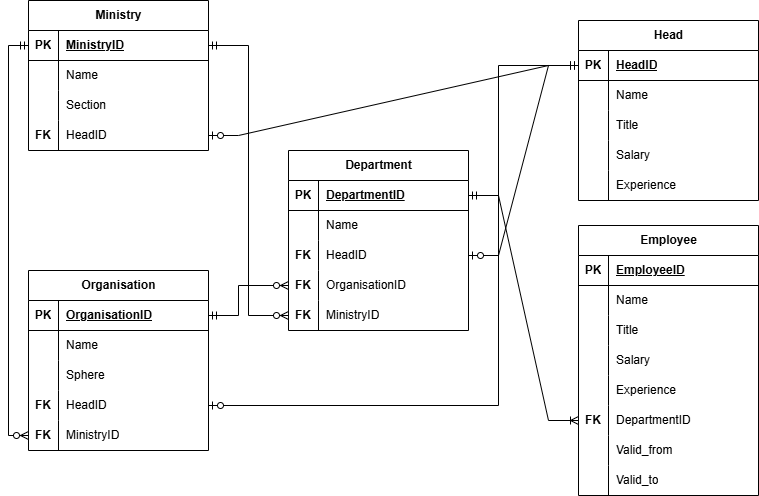 Ministry
PK MinistryID
Name
Section
FK HeadID
Head
PK HeadID
Name
Title
Salary
Experience
Department
PK DepartmentID
Name
FK HeadID
FK OrganisationID
FK MinistryID
Organisation
PK OrganisationID
Name
Sphere
FK HeadID
FK MinistryID
Employee
PK EmployeeID
Name
Title
Salary
Experience
FK DepartmentID
Valid_from
Valid_to